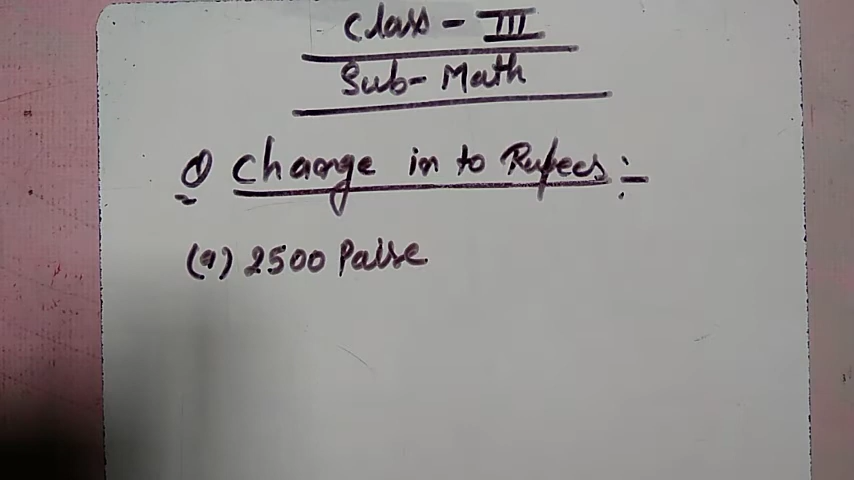 Class - III
Sub- Math
Q Change in to Rupees :-
(a) 2500 Paise